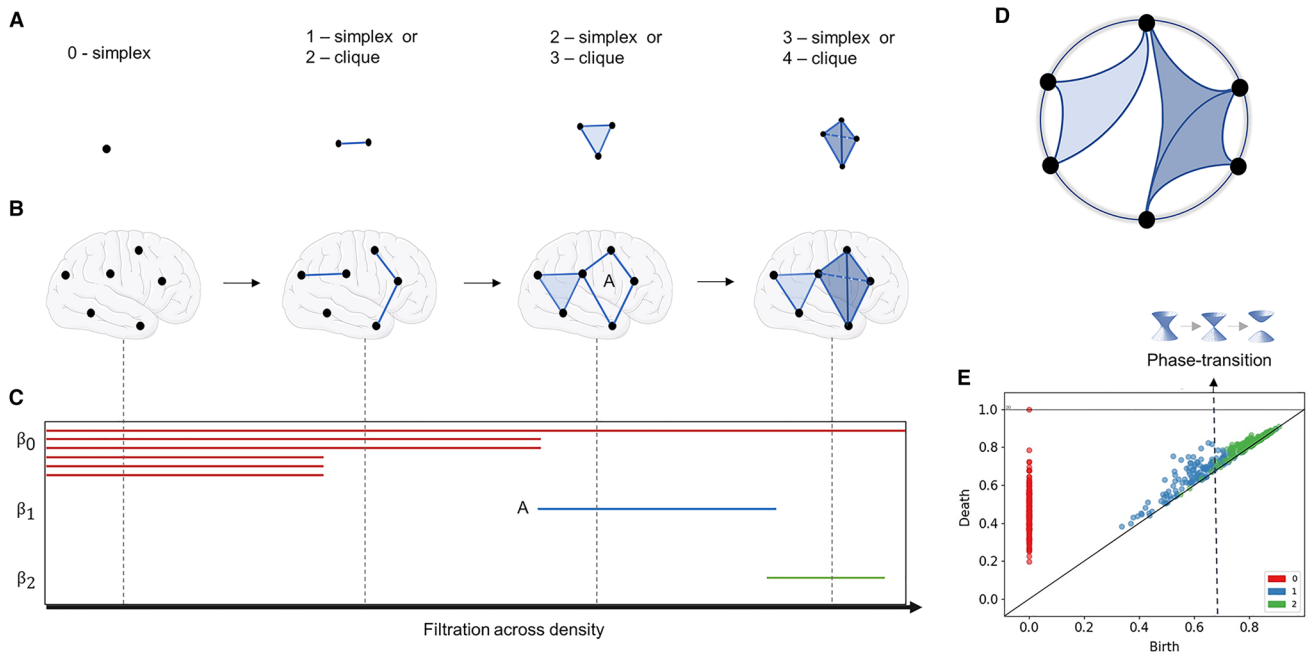 A
0 - simplex
1 – simplex or
2 – clique
2 – simplex or
3 – clique
3 – simplex or
4 – clique
B
A
C
β0
β1
A
β2
Filtration across density
D
Phase-transition
E
∞
1.0
0.8
0.6
0.4
0.2
0.0
Death
0
1
2
0.0
0.2
0.4
0.6
0.8
Birth